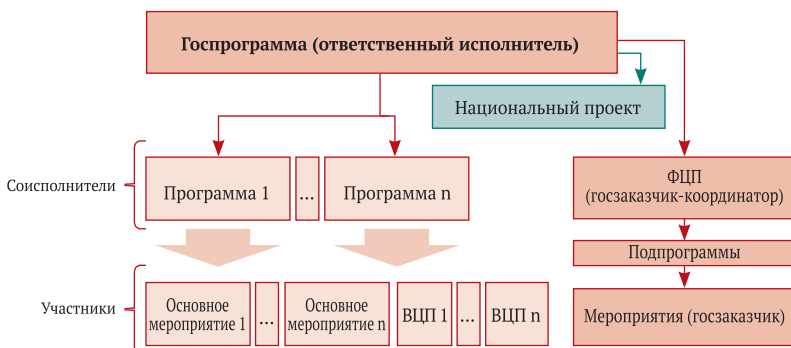 Госпрограмма (ответственный исполнитель)
Национальный проект
Соисполнители
Программа 1
...
Программа n
ФЦП
(госзаказчик-координатор)
Подпрограммы
Участники
Основное
мероприятие 1
...
Основное
мероприятие n
ВЦП 1
...
ВЦП n
Мероприятия (госзаказчик)